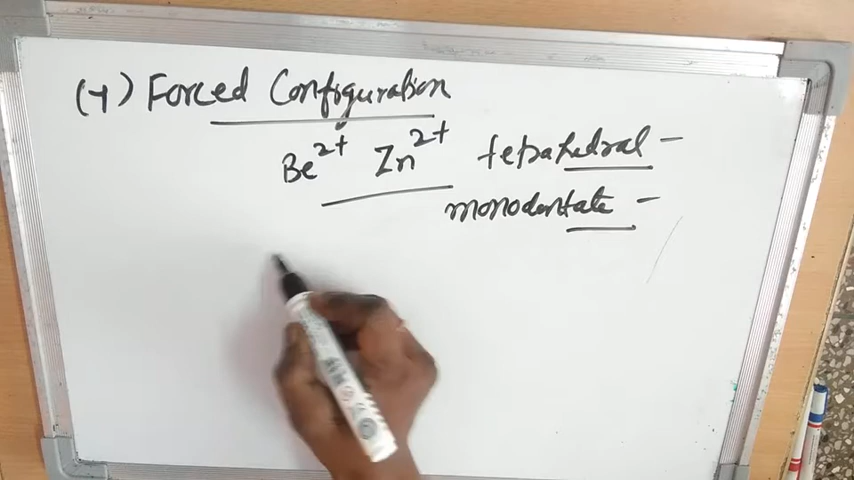 (4) Forced Configuration
Be²⁺ Zn²⁺ tetrahedral -
monodentate -